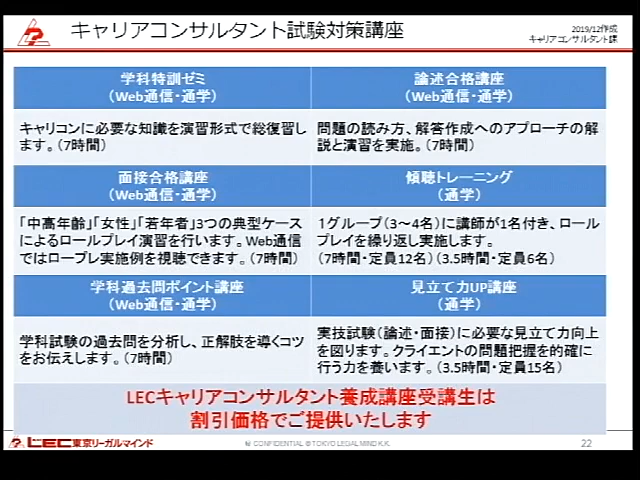 キャリアコンサルタント試験対策講座
2019/12作成
キャリアコンサルタント課
学科特訓ゼミ
（Web通信・通学）
論述合格講座
（Web通信・通学）
キャリコンに必要な知識を演習形式で総復習し
ます。（7時間）
問題の読み方、解答作成へのアプローチの解
説と演習を実施。（7時間）
面接合格講座
（Web通信・通学）
傾聴トレーニング
（通学）
「中高年齢」「女性」「若年者」3つの典型ケース
によるロールプレイ演習を行います。Web通信
ではロープレ実施例を視聴できます。（7時間）
１グループ（3～4名）に講師が1名付き、ロール
プレイを繰り返し実施します。
（7時間・定員12名）（3.5時間・定員6名）
学科過去問ポイント講座
（Web通信・通学）
見立て力UP講座
（通学）
学科試験の過去問を分析し、正解肢を導くコツ
をお伝えします。（7時間）
実技試験（論述・面接）に必要な見立て力向上
を図ります。クライエントの問題把握を的確に
行う力を養います。（3.5時間・定員15名）
LECキャリアコンサルタント養成講座受講生は
割引価格でご提供いたします
LEC東京リーガルマインド
CONFIDENTIAL ©TOKYO LEGAL MIND K.K.
22